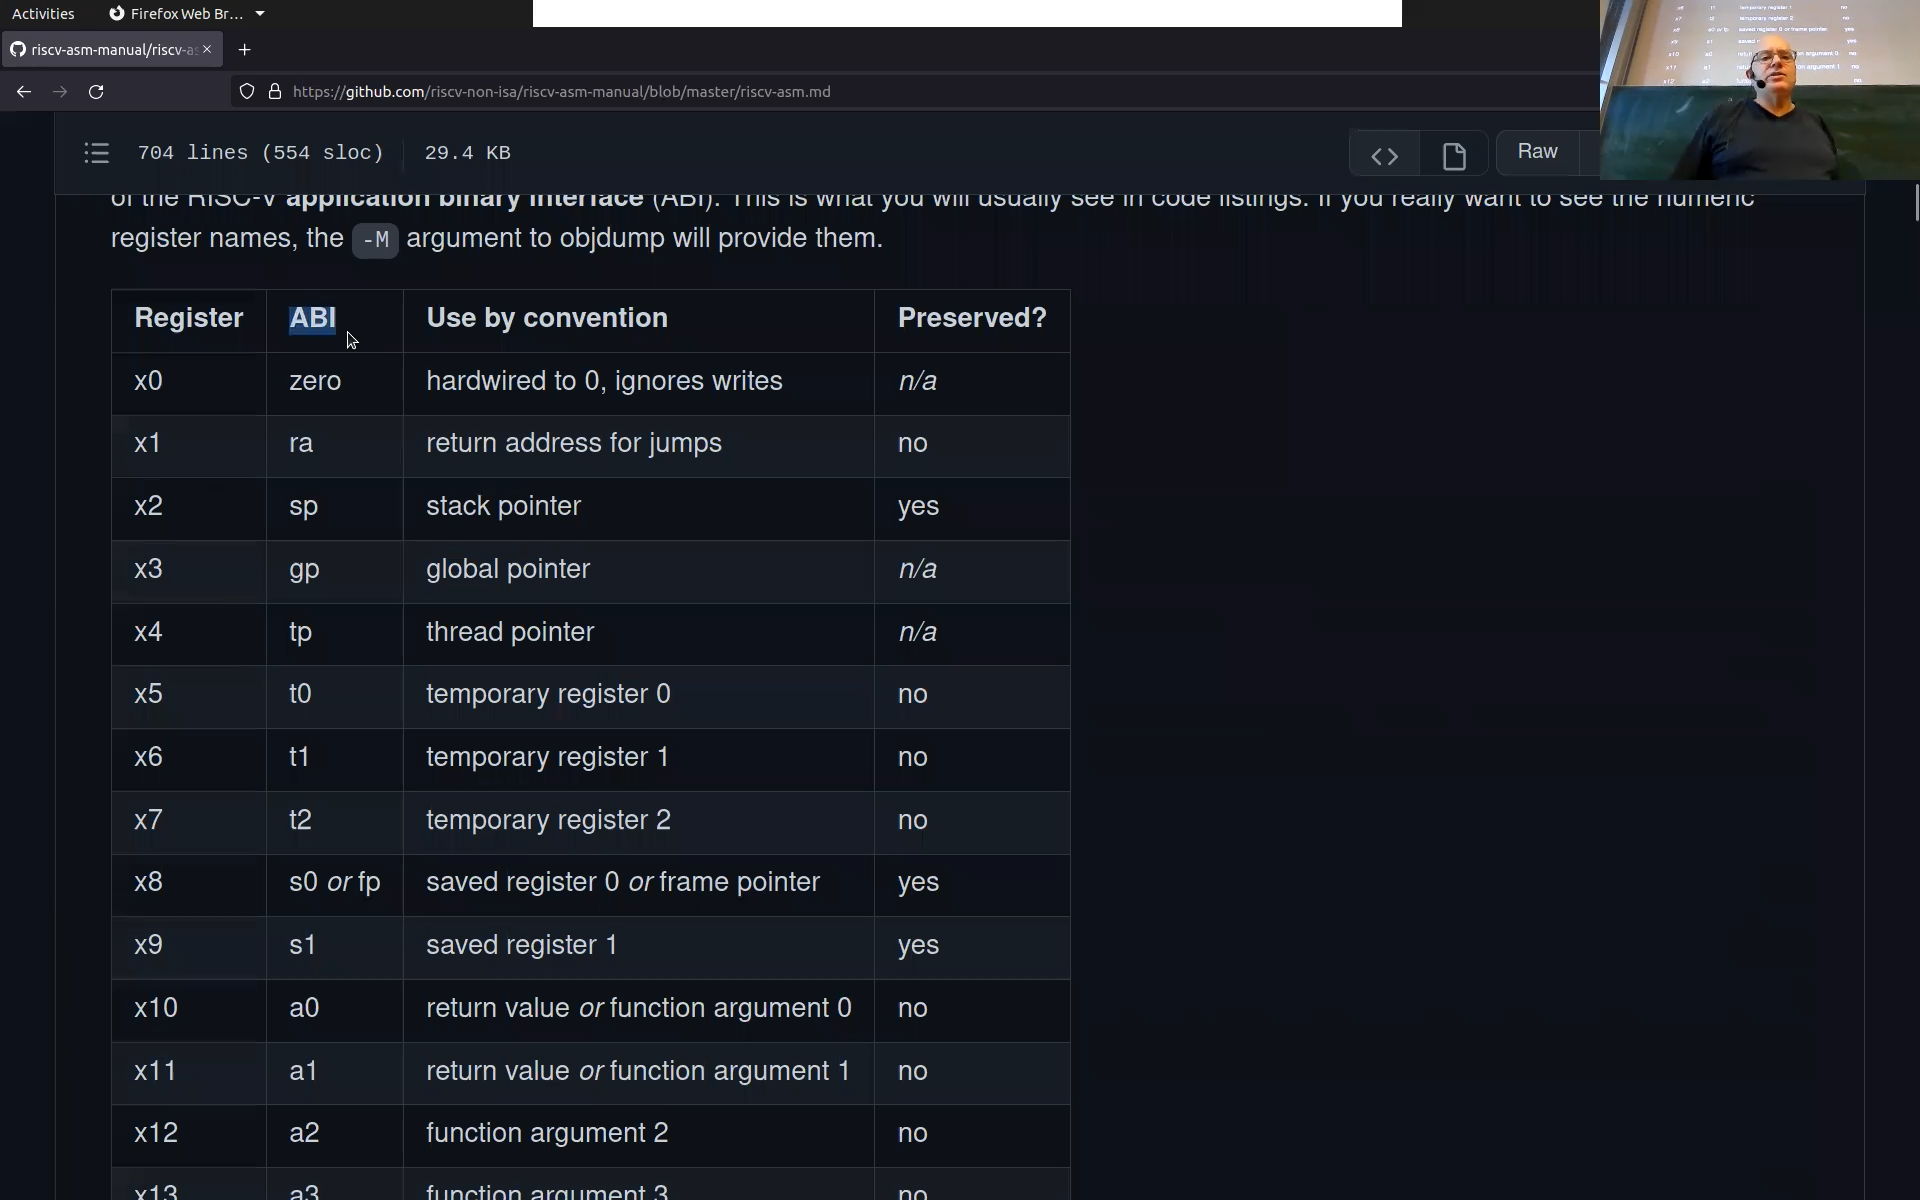 Activities
Firefox Web Br…
riscv-asm-manual/riscv-as
https://github.com/riscv-non-isa/riscv-asm-manual/blob/master/riscv-asm.md
704 lines (554 sloc)
29.4 KB
Raw
of the RISC-V application binary interface (ABI). This is what you will usually see in code listings. If you really want to see the numeric
register names, the -M argument to objdump will provide them.
Register ABI Use by convention Preserved?
x0 zero hardwired to 0, ignores writes n/a
x1 ra return address for jumps no
x2 sp stack pointer yes
x3 gp global pointer n/a
x4 tp thread pointer n/a
x5 t0 temporary register 0 no
x6 t1 temporary register 1 no
x7 t2 temporary register 2 no
x8 s0 or fp saved register 0 or frame pointer yes
x9 s1 saved register 1 yes
x10 a0 return value or function argument 0 no
x11 a1 return value or function argument 1 no
x12 a2 function argument 2 no
x13 a3 function argument 3 no